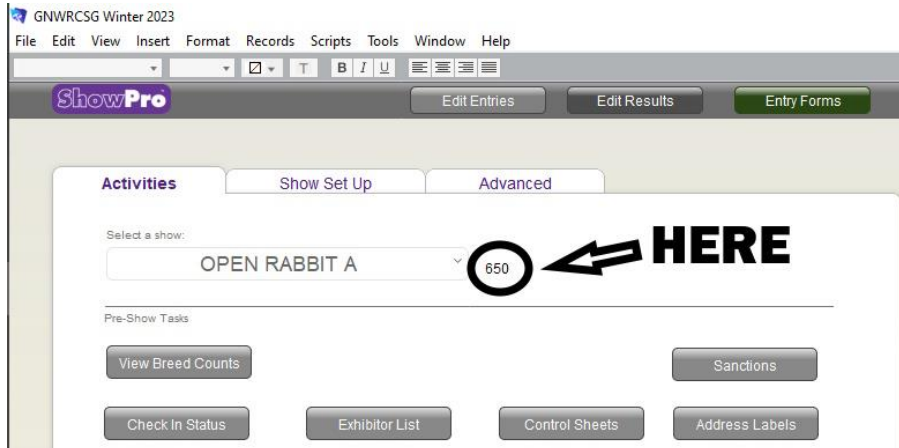 GNWRCSG Winter 2023
File Edit View Insert Format Records Scripts Tools Window Help
T B I U
ShowPro Edit Entries Edit Results Entry Forms
Activities Show Set Up Advanced
Select a show:
OPEN RABBIT A 650 HERE
Pre-Show Tasks
View Breed Counts Sanctions
Check In Status Exhibitor List Control Sheets Address Labels